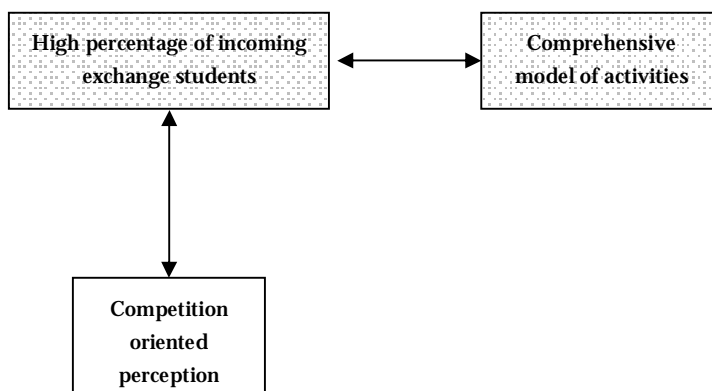 High percentage of incoming
exchange students
Comprehensive
model of activities
Competition
oriented
perception